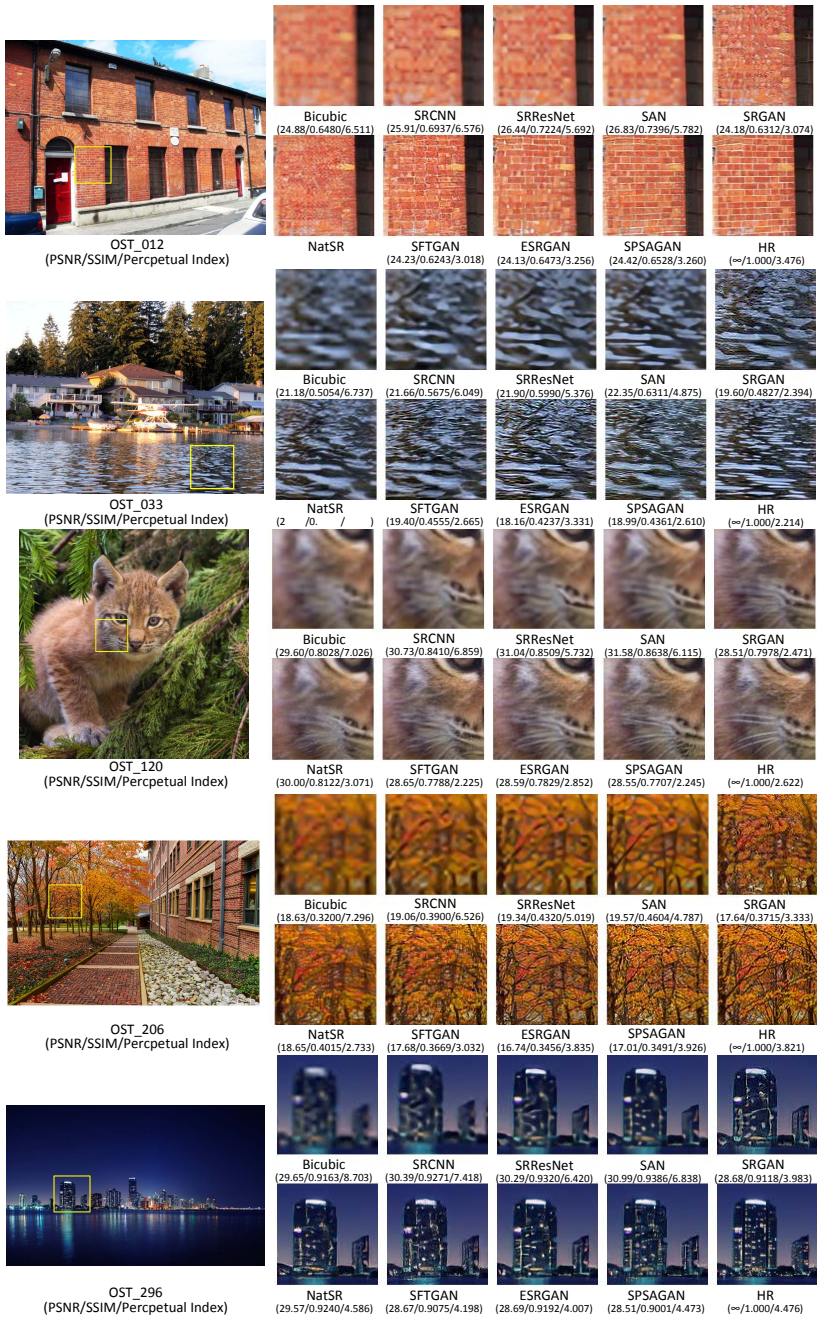 Bicubic SRCNN SRResNet SAN SRGAN
(24.88/0.6480/6.511) (25.91/0.6937/6.576) (26.44/0.7224/5.692) (26.83/0.7396/5.782) (24.18/0.6312/3.074)
OST_012 NatSR SFTGAN ESRGAN SPSAGAN HR
(PSNR/SSIM/Percpetual Index) (24.23/0.6243/3.018) (24.13/0.6473/3.256) (24.42/0.6528/3.260) (∞/1.000/3.476)
Bicubic SRCNN SRResNet SAN SRGAN
(21.18/0.5054/6.737) (21.66/0.5675/6.049) (21.90/0.5990/5.376) (22.35/0.6311/4.875) (19.60/0.4827/2.394)
OST_033 NatSR SFTGAN ESRGAN SPSAGAN HR
(PSNR/SSIM/Percpetual Index) (2 /0. / ) (19.40/0.4555/2.665) (18.16/0.4237/3.331) (18.99/0.4361/2.610) (∞/1.000/2.214)
Bicubic SRCNN SRResNet SAN SRGAN
(29.60/0.8028/7.026) (30.73/0.8410/6.859) (31.04/0.8509/5.732) (31.58/0.8638/6.115) (28.51/0.7978/2.471)
OST_120 NatSR SFTGAN ESRGAN SPSAGAN HR
(PSNR/SSIM/Percpetual Index) (30.00/0.8122/3.071) (28.65/0.7788/2.225) (28.59/0.7829/2.852) (28.55/0.7707/2.245) (∞/1.000/2.622)
Bicubic SRCNN SRResNet SAN SRGAN
(18.63/0.3200/7.296) (19.06/0.3900/6.526) (19.34/0.4320/5.019) (19.57/0.4604/4.787) (17.64/0.3715/3.333)
OST_206 NatSR SFTGAN ESRGAN SPSAGAN HR
(PSNR/SSIM/Percpetual Index) (18.65/0.4015/2.733) (17.68/0.3669/3.032) (16.74/0.3456/3.835) (17.01/0.3491/3.926) (∞/1.000/3.821)
Bicubic SRCNN SRResNet SAN SRGAN
(29.65/0.9163/8.703) (30.39/0.9271/7.418) (30.29/0.9320/6.420) (30.99/0.9386/6.838) (28.68/0.9118/3.983)
OST_296 NatSR SFTGAN ESRGAN SPSAGAN HR
(PSNR/SSIM/Percpetual Index) (29.57/0.9240/4.586) (28.67/0.9075/4.198) (28.69/0.9192/4.007) (28.51/0.9001/4.473) (∞/1.000/4.476)